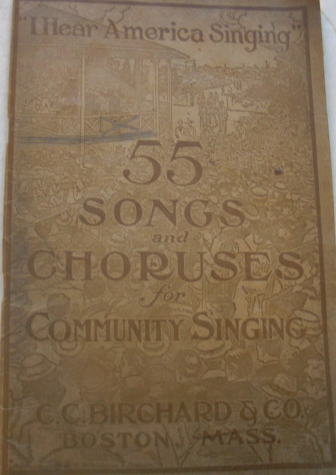 "I Hear America Singing"
55
SONGS
and
CHORUSES
for
COMMUNITY SINGING
C. C. BIRCHARD & CO.
BOSTON, MASS.